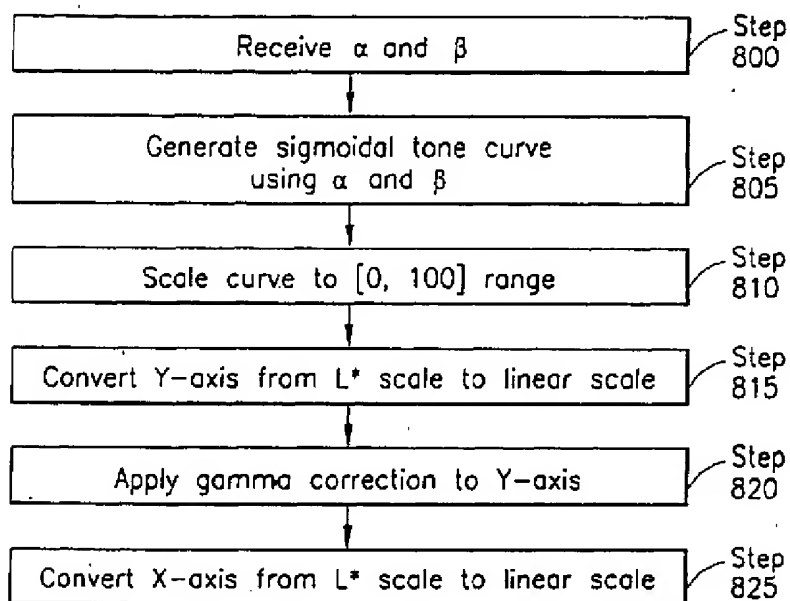 Receive α and β
Step
800
Generate sigmoidal tone curve
using α and β
Step
805
Scale curve to [0, 100] range
Step
810
Convert Y-axis from L* scale to linear scale
Step
815
Apply gamma correction to Y-axis
Step
820
Convert X-axis from L* scale to linear scale
Step
825